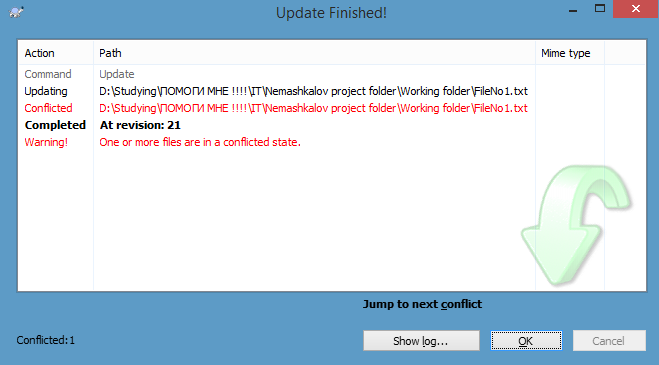 Update Finished!
Action Path Mime type
Command Update
Updating D:\Studying\ПОМОГИ МНЕ !!!!\IT\Nemashkalov project folder\Working folder\FileNo1.txt
Conflicted D:\Studying\ПОМОГИ МНЕ !!!!\IT\Nemashkalov project folder\Working folder\FileNo1.txt
Completed At revision: 21
Warning! One or more files are in a conflicted state.
Jump to next conflict
Conflicted:1 Show log... OK Cancel